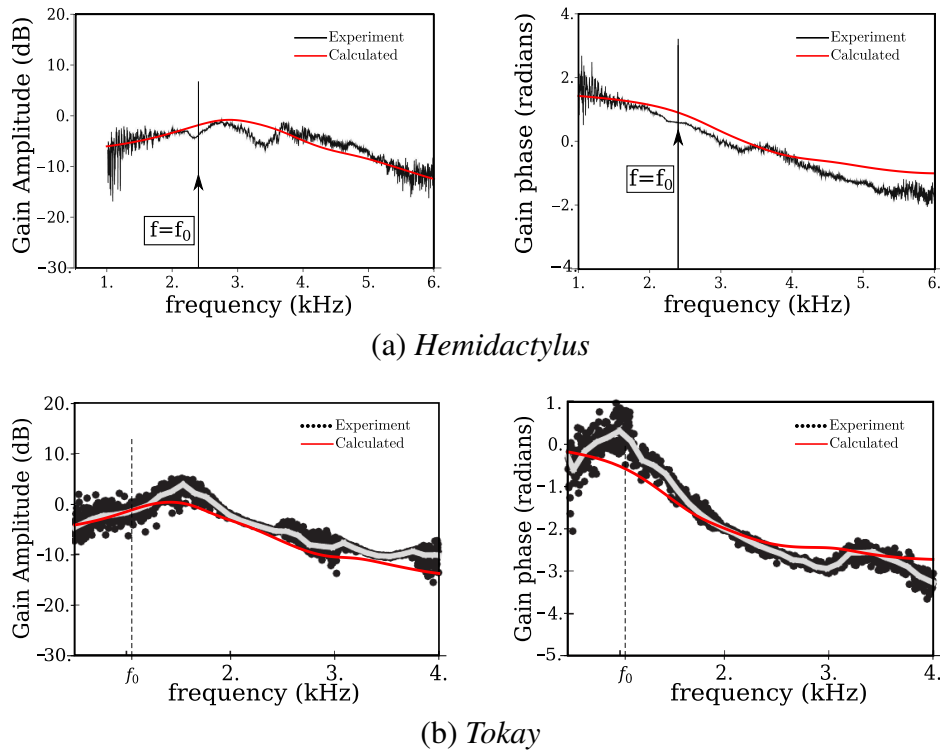 20.
10.
0.
−10.
−20.
−30.
Gain Amplitude (dB)
Experiment
Calculated
f=f0
1. 2. 3. 4. 5. 6.
frequency (kHz)
4.
2.
0.
−2.
−4.
Gain phase (radians)
Experiment
Calculated
f=f0
1. 2. 3. 4. 5. 6.
frequency (kHz)
(a) Hemidactylus
20.
10.
0.
−10.
−20.
−30.
Gain Amplitude (dB)
Experiment
Calculated
f0 2. 3. 4.
frequency (kHz)
1.
0.
−1.
−2.
−3.
−4.
−5.
Gain phase (radians)
Experiment
Calculated
f0 2. 3. 4.
frequency (kHz)
(b) Tokay